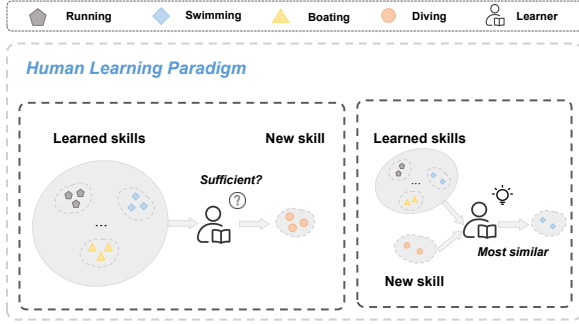 Running Swimming Boating Diving Learner
Human Learning Paradigm
Learned skills New skill
Sufficient?
?
...
Learned skills
...
Most similar
New skill